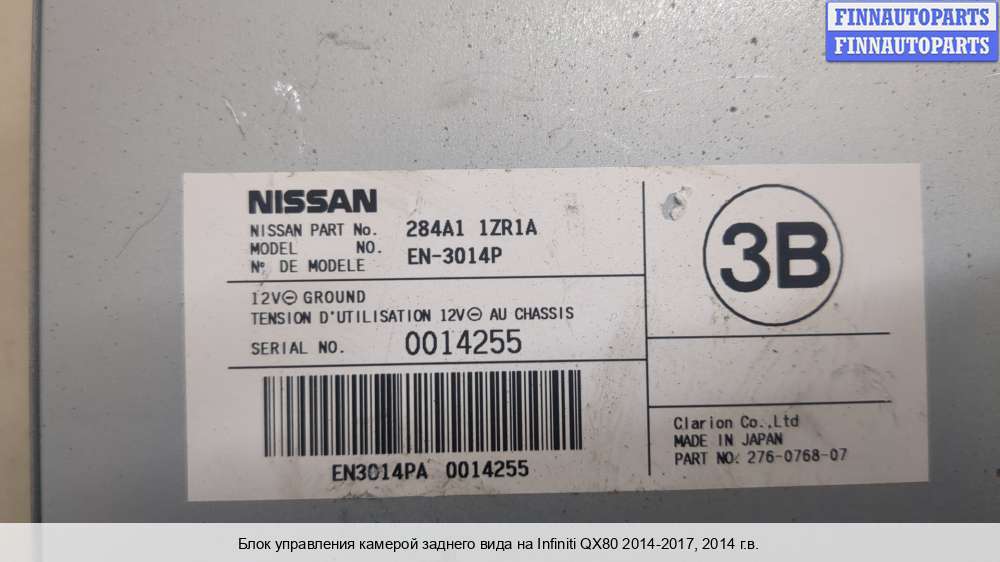 FINNAUTOPARTS
FINNAUTOPARTS
NISSAN
NISSAN PART No. 284A1 1ZR1A
MODEL NO. EN-3014P
N° DE MODELE
3B
12V⊖ GROUND
TENSION D'UTILISATION 12V⊖ AU CHASSIS
SERIAL NO. 0014255
EN3014PA 0014255
Clarion Co.,Ltd
MADE IN JAPAN
PART NO: 276-0768-07
Блок управления камерой заднего вида на Infiniti QX80 2014-2017, 2014 г.в.